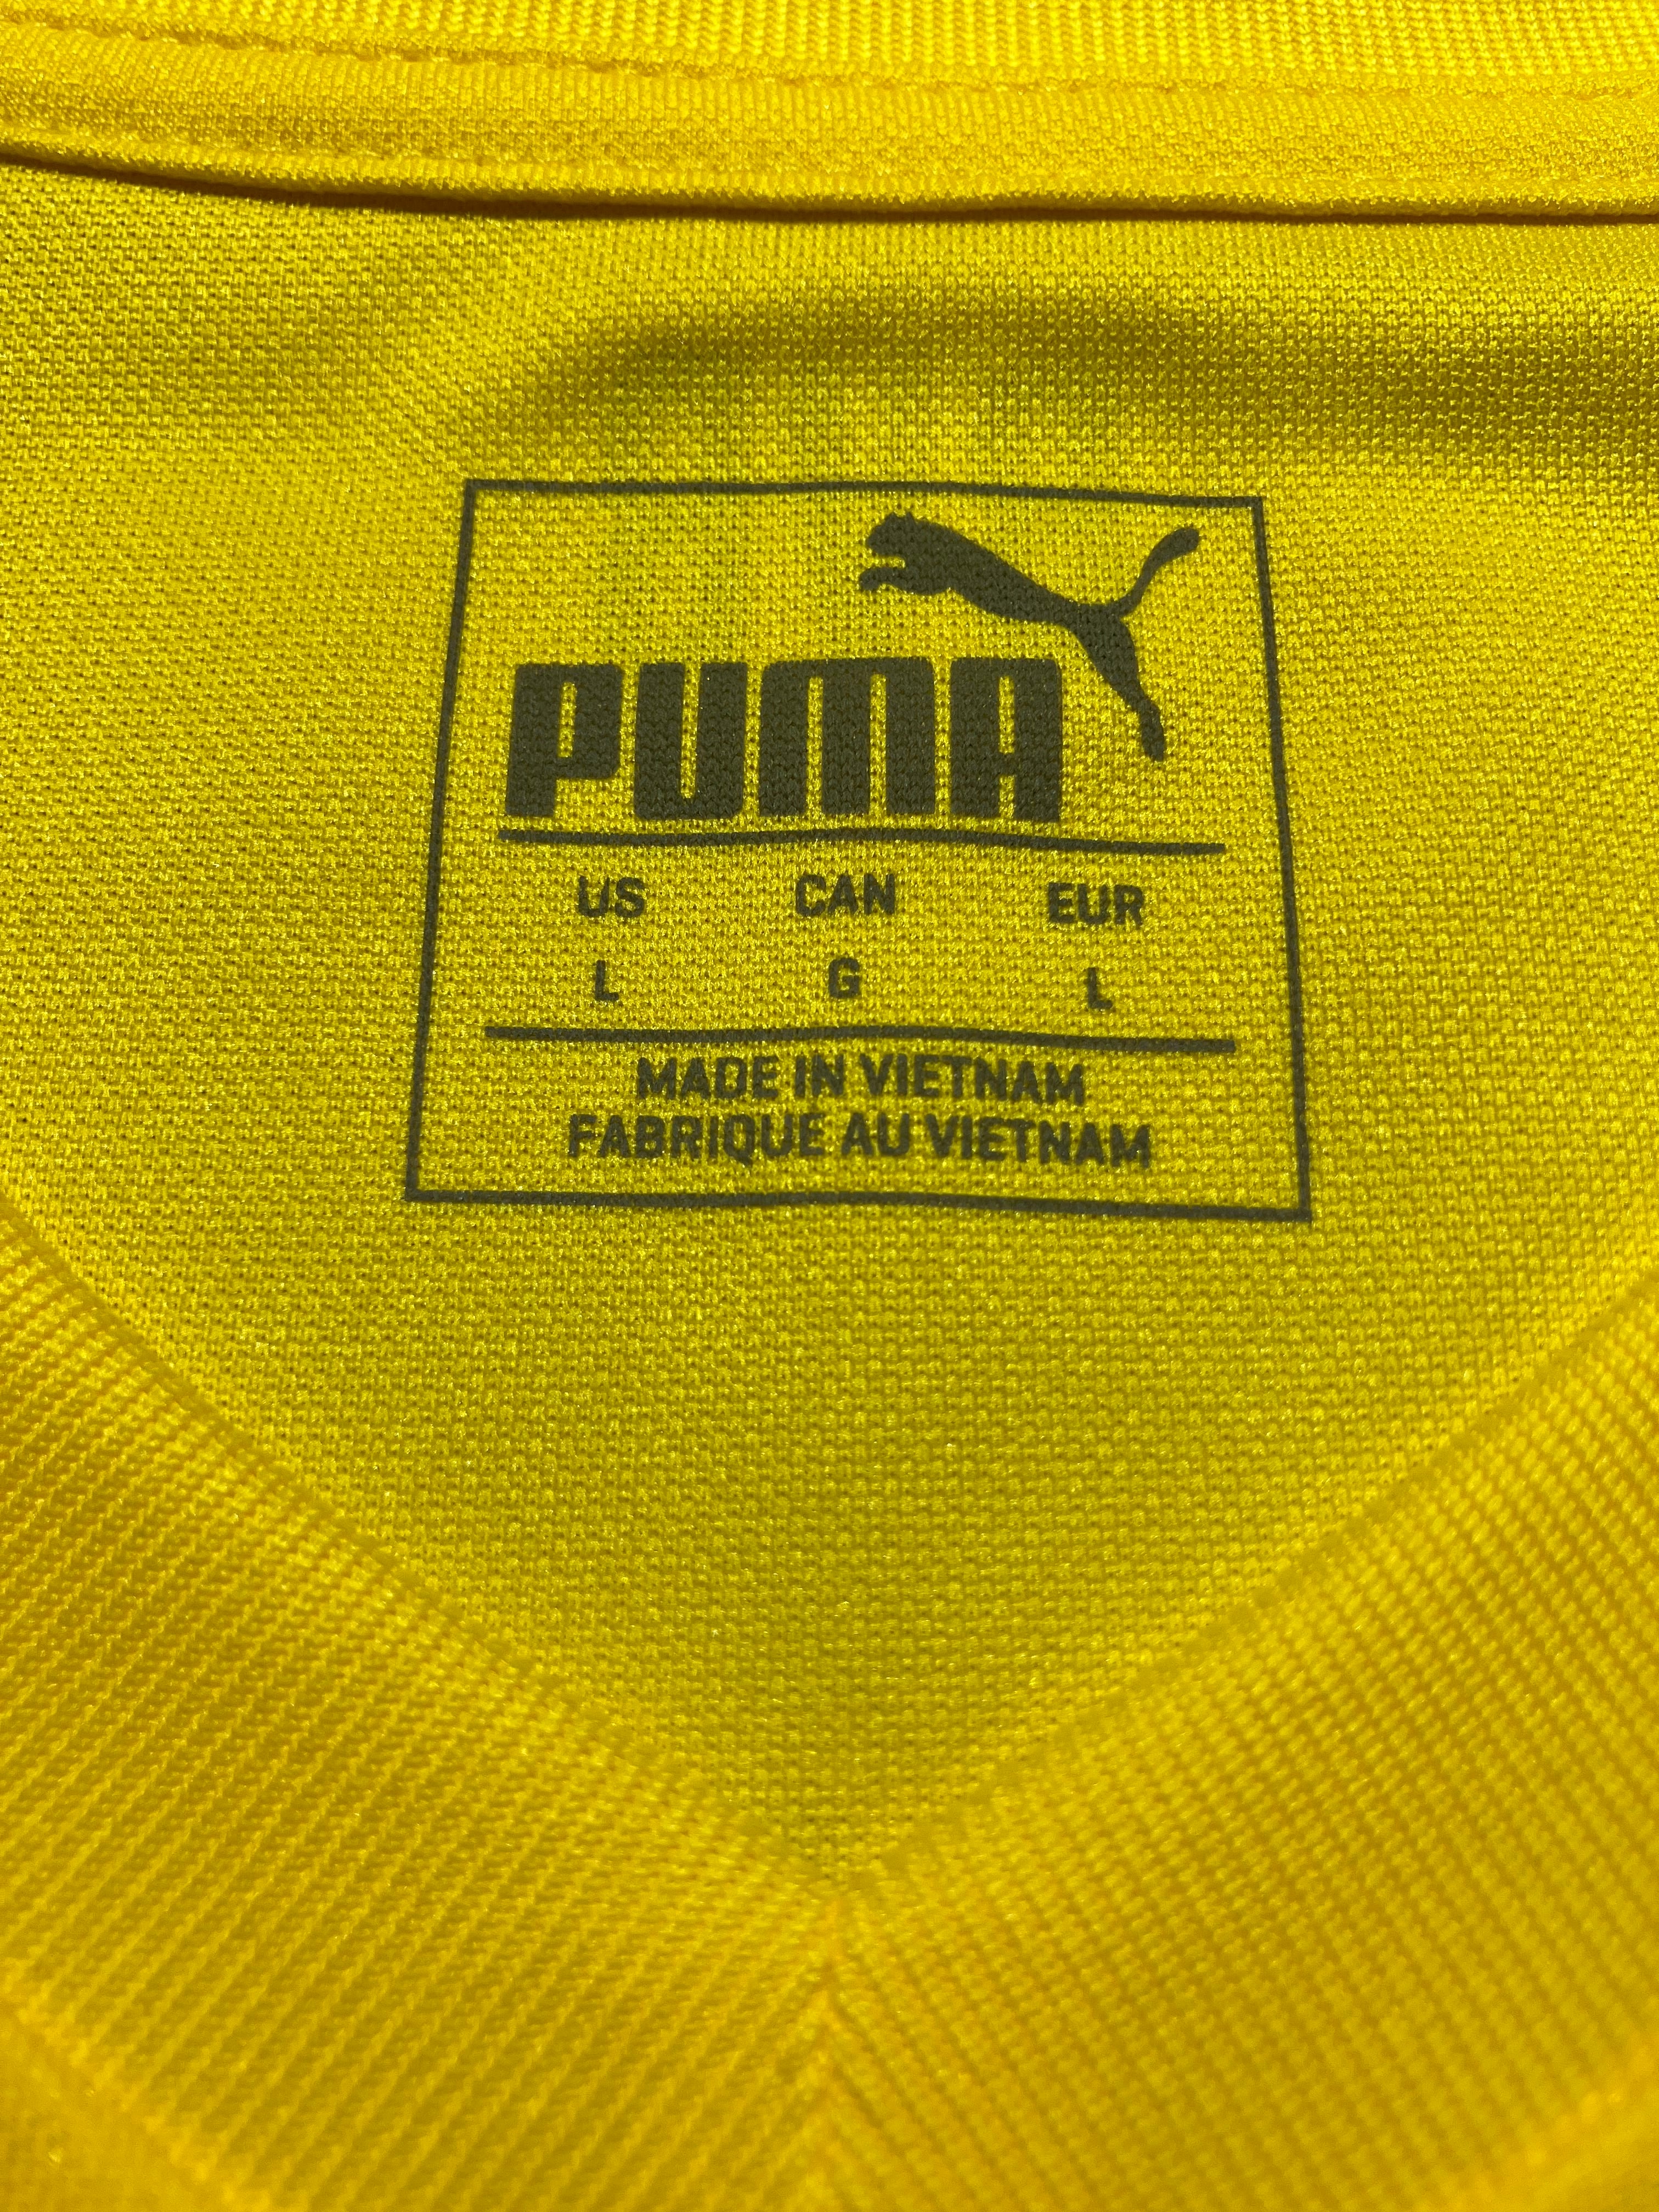 PUMA
US CAN EUR
L G L
MADE IN VIETNAM
FABRIQUE AU VIETNAM